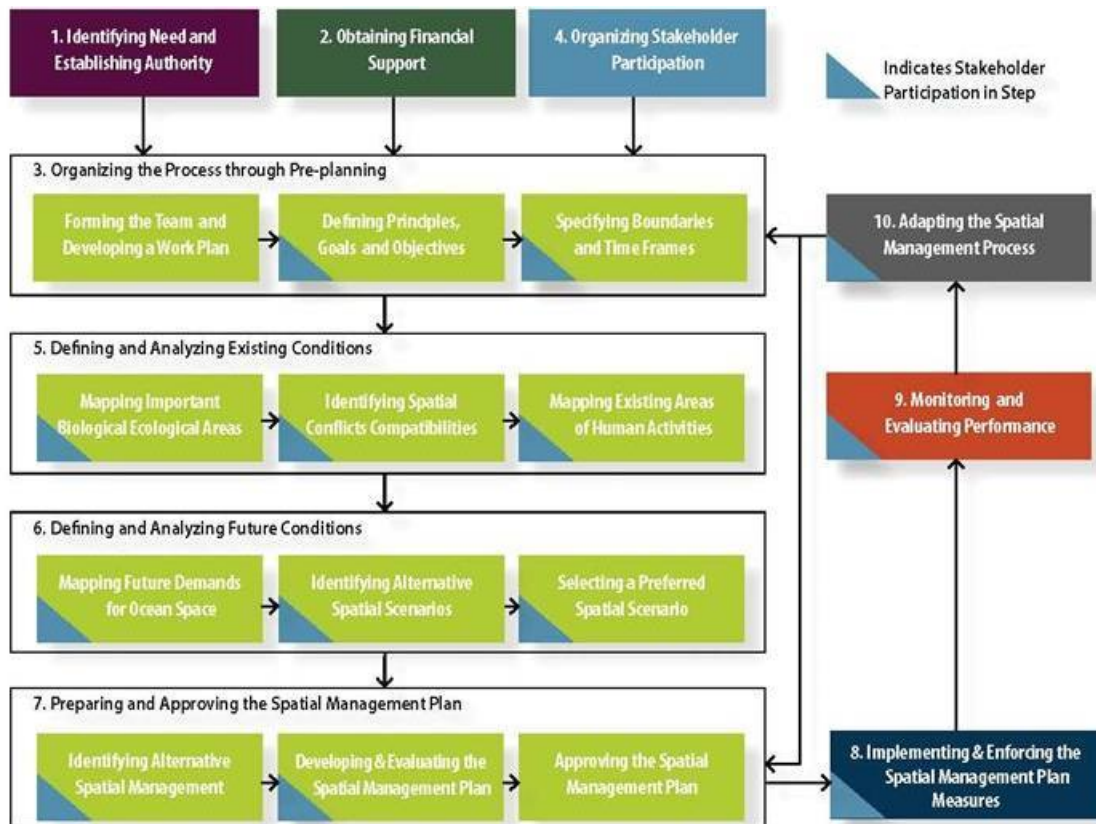 1. Identifying Need and
Establishing Authority
2. Obtaining Financial
Support
4. Organizing Stakeholder
Participation
Indicates Stakeholder
Participation in Step
3. Organizing the Process through Pre-planning
Forming the Team and
Developing a Work Plan
Defining Principles,
Goals and Objectives
Specifying Boundaries
and Time Frames
10. Adapting the Spatial
Management Process
5. Defining and Analyzing Existing Conditions
Mapping Important
Biological Ecological Areas
Identifying Spatial
Conflicts Compatibilities
Mapping Existing Areas
of Human Activities
9. Monitoring and
Evaluating Performance
6. Defining and Analyzing Future Conditions
Mapping Future Demands
for Ocean Space
Identifying Alternative
Spatial Scenarios
Selecting a Preferred
Spatial Scenario
7. Preparing and Approving the Spatial Management Plan
Identifying Alternative
Spatial Management
Developing & Evaluating the
Spatial Management Plan
Approving the Spatial
Management Plan
8. Implementing & Enforcing the
Spatial Management Plan
Measures